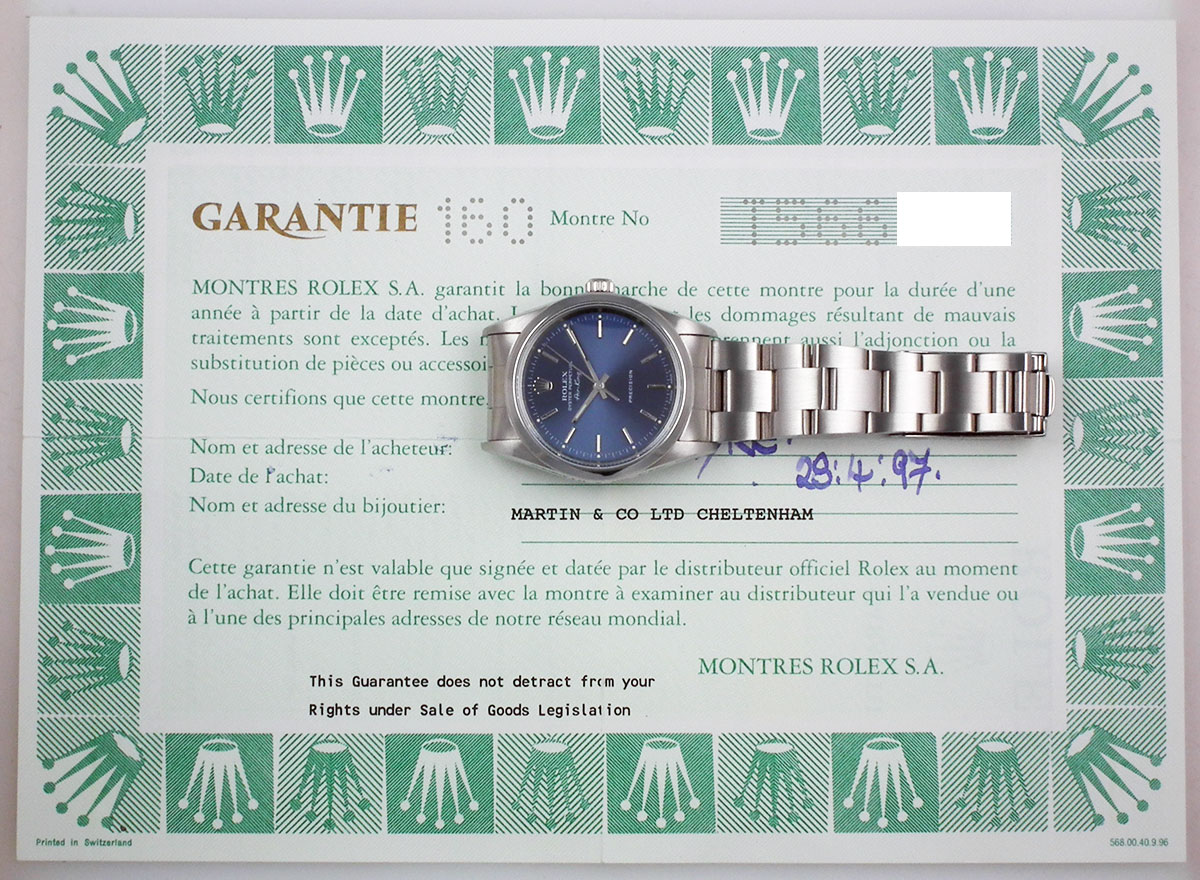 GARANTIE 160 Montre No T566
MONTRES ROLEX S.A. garantit la bonne marche de cette montre pour la durée d'une
année à partir de la date d'achat. les dommages résultant de mauvais
traitements sont exceptés. Les aussi l'adjonction ou la
substitution de pièces ou
Nous certifions que cette montre
ROLEX
OYSTER PERPETUAL
Air-King
PRECISION
Nom et adresse de l'acheteur:
Date de l'achat: 29.4.97.
Nom et adresse du bijoutier: MARTIN & CO LTD CHELTENHAM
Cette garantie n'est valable que signée et datée par le distributeur officiel Rolex au moment
de l'achat. Elle doit être remise avec la montre à examiner au distributeur qui l'a vendue ou
à l'une des principales adresses de notre réseau mondial.
MONTRES ROLEX S.A.
This Guarantee does not detract from your
Rights under Sale of Goods Legislation
Printed in Switzerland 568.00.40.9.96